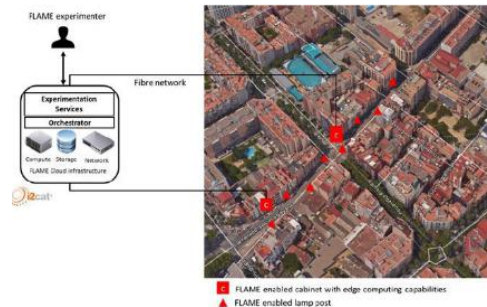 FLAME experimenter
Fibre network
Experimentation
Services
Orchestrator
Compute Storage Network
FLAME Cloud Infrastructure
i2cat
C
C
C FLAME enabled cabinet with edge computing capabilities
FLAME enabled lamp post